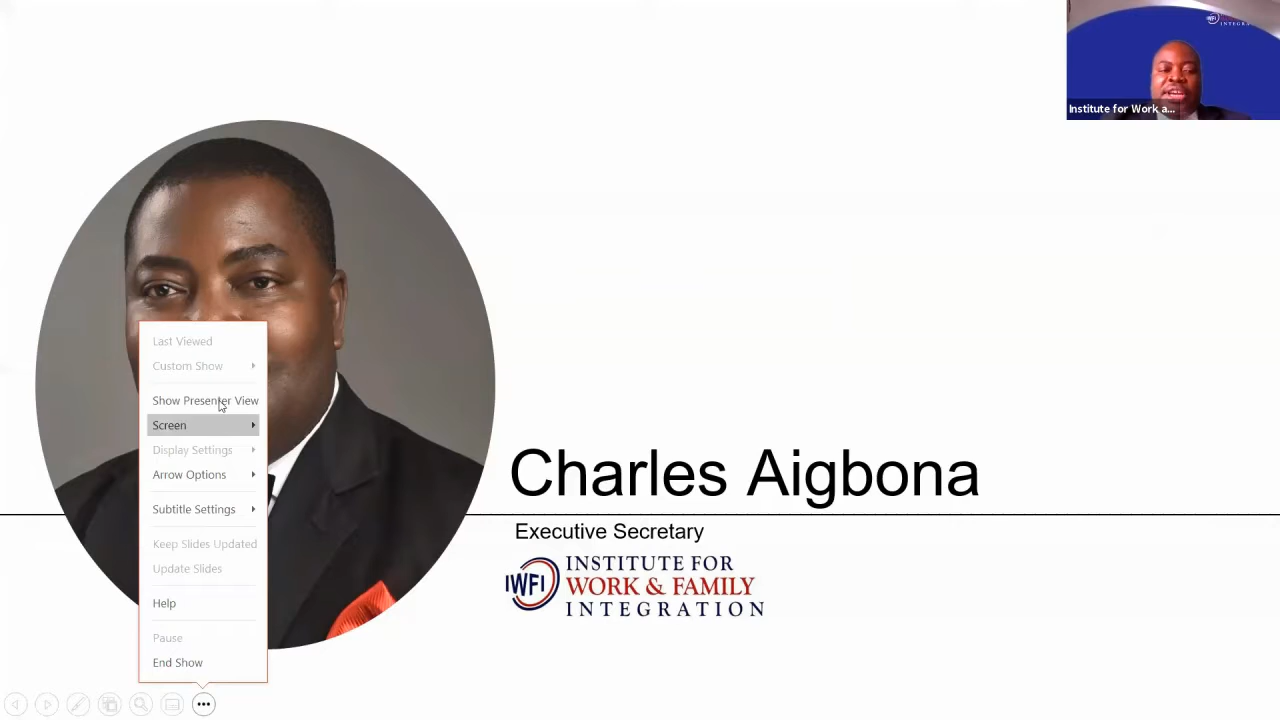 Institute for Work a...
Last Viewed
Custom Show
Show Presenter View
Screen
Display Settings
Arrow Options
Subtitle Settings
Keep Slides Updated
Update Slides
Help
Pause
End Show
Charles Aigbona
Executive Secretary
IWFI
INSTITUTE FOR
WORK & FAMILY
INTEGRATION